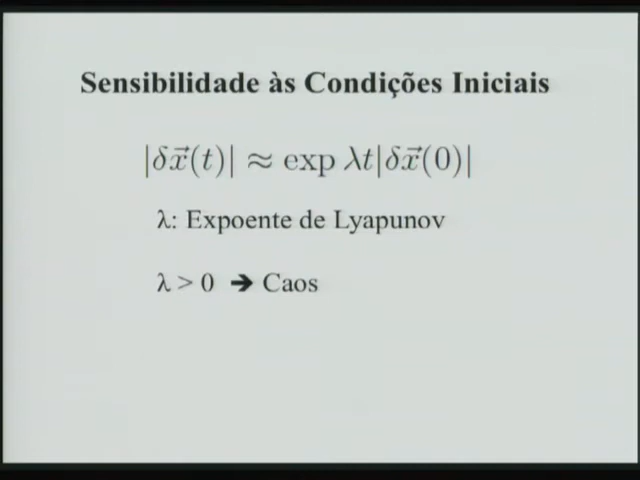 Sensibilidade às Condições Iniciais
|δx⃗(t)| ≈ exp λt|δx⃗(0)|
λ: Expoente de Lyapunov
λ > 0 ➔ Caos